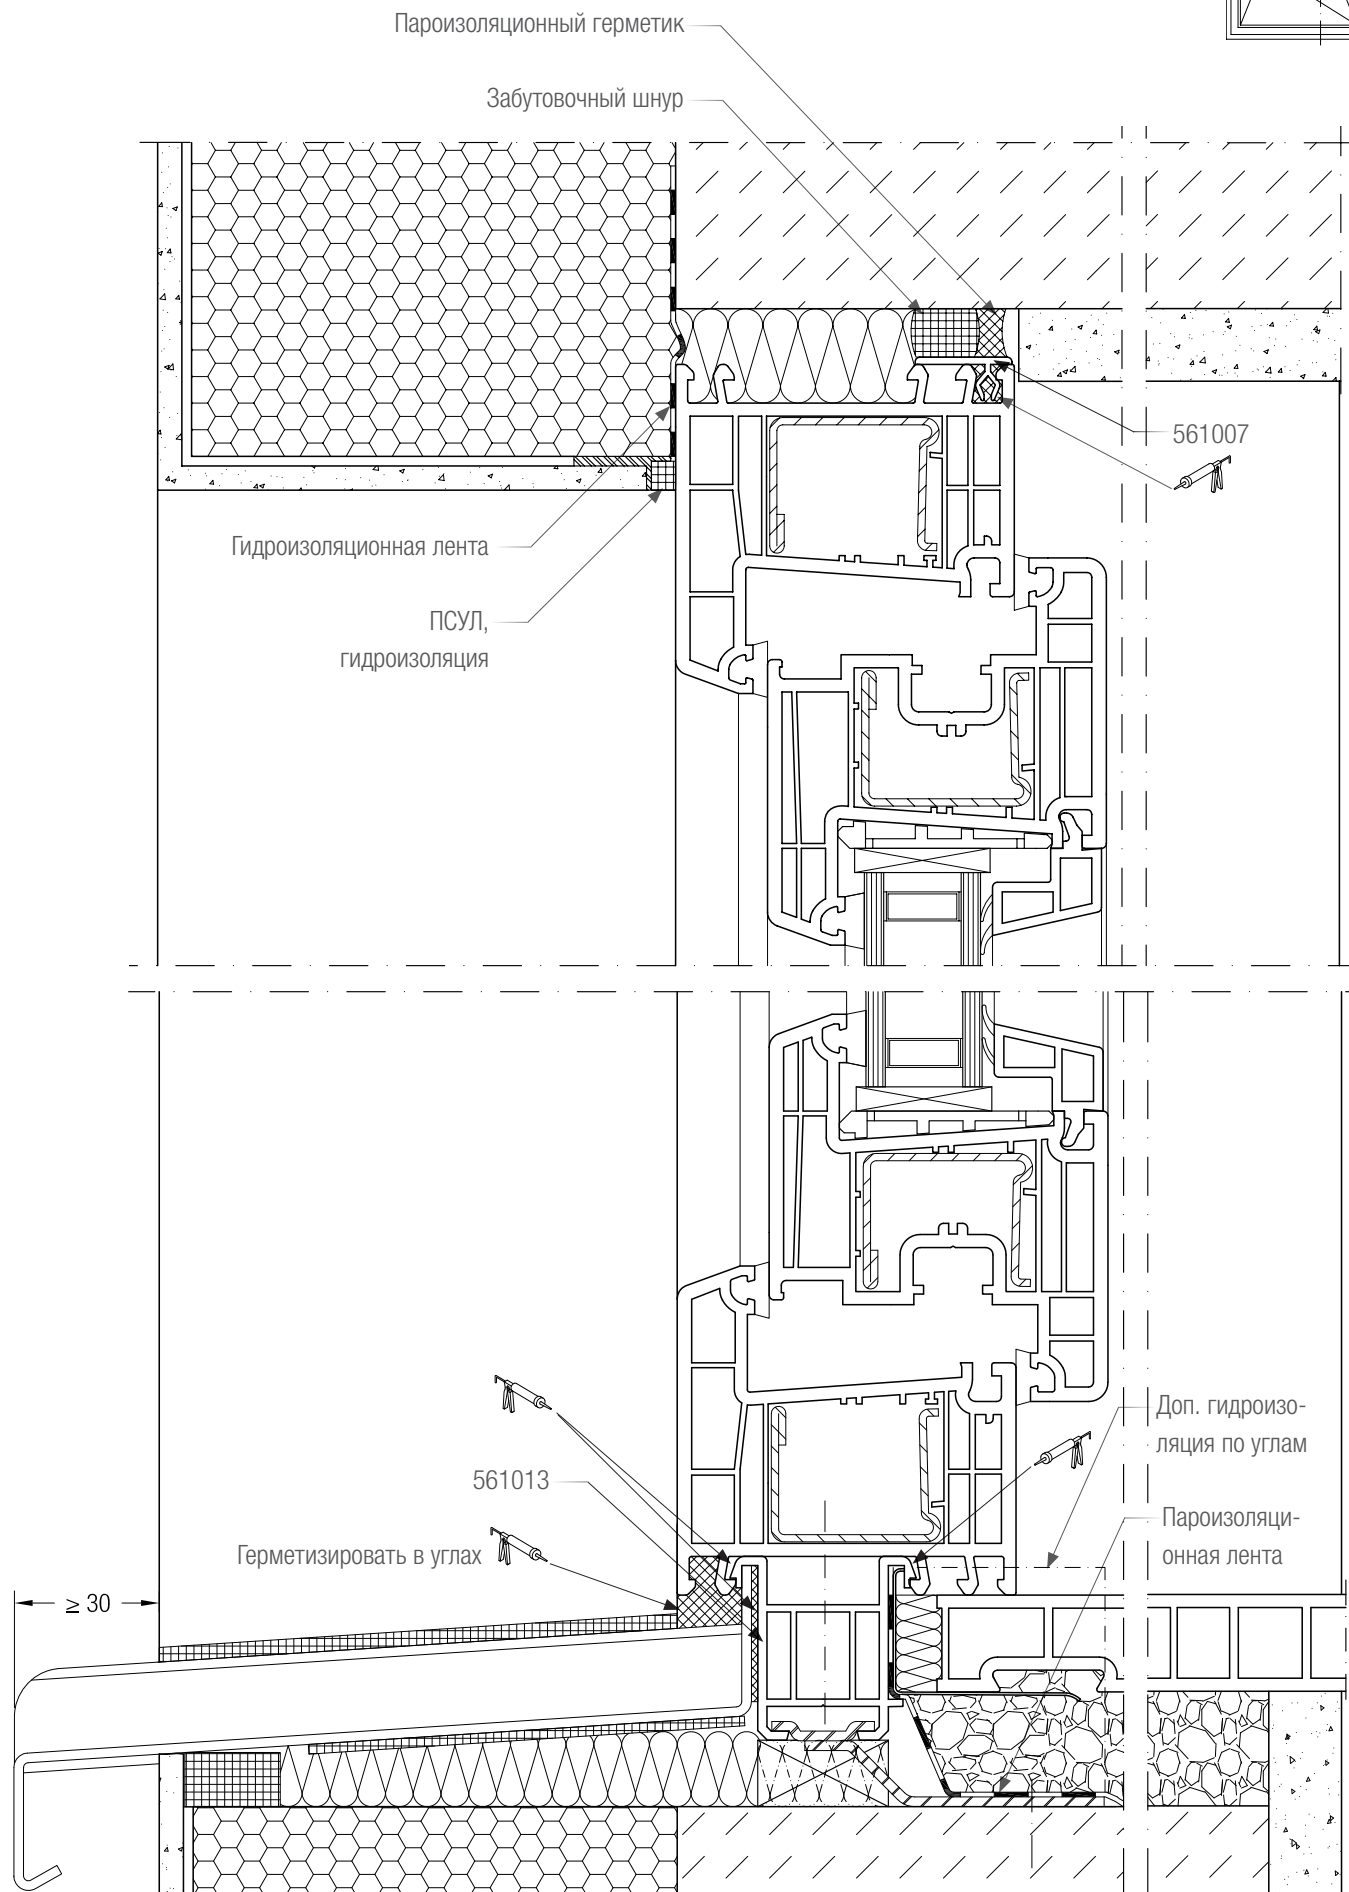 Пароизоляционный герметик
Забутовочный шнур
561007
Гидроизоляционная лента
ПСУЛ,
гидроизоляция
Доп. гидроизо-
ляция по углам
561013
Пароизоляци-
онная лента
Герметизировать в углах
≥ 30